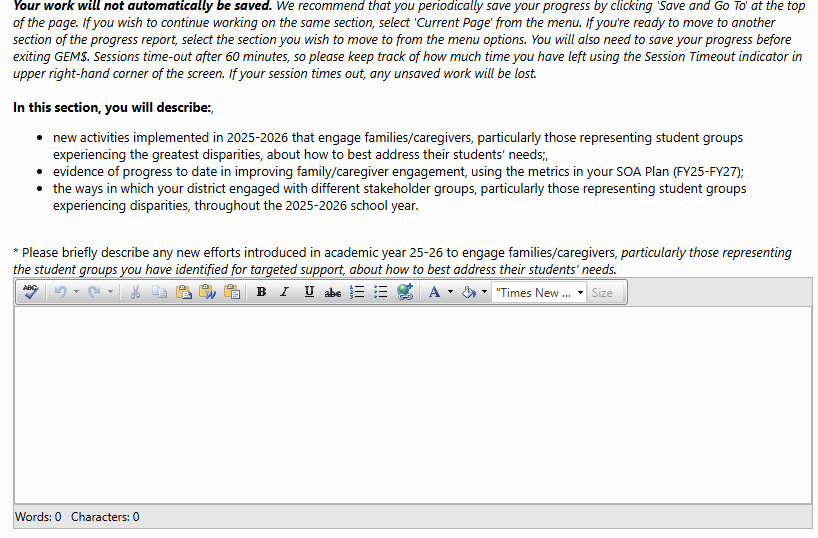 Your work will not automatically be saved. We recommend that you periodically save your progress by clicking 'Save and Go To' at the top
of the page. If you wish to continue working on the same section, select 'Current Page' from the menu. If you're ready to move to another
section of the progress report, select the section you wish to move to from the menu options. You will also need to save your progress before
exiting GEM$. Sessions time-out after 60 minutes, so please keep track of how much time you have left using the Session Timeout indicator in
upper right-hand corner of the screen. If your session times out, any unsaved work will be lost.
In this section, you will describe:,
• new activities implemented in 2025-2026 that engage families/caregivers, particularly those representing student groups
experiencing the greatest disparities, about how to best address their students' needs;,
• evidence of progress to date in improving family/caregiver engagement, using the metrics in your SOA Plan (FY25-FY27);
• the ways in which your district engaged with different stakeholder groups, particularly those representing student groups
experiencing disparities, throughout the 2025-2026 school year.
* Please briefly describe any new efforts introduced in academic year 25-26 to engage families/caregivers, particularly those representing
the student groups you have identified for targeted support, about how to best address their students' needs.
ABC B I U abc A "Times New ... Size
Words: 0 Characters: 0